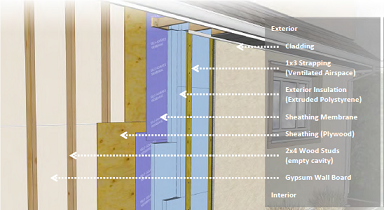 Exterior
Cladding
1x3 Strapping
(Ventilated Airspace)
Exterior Insulation
(Extruded Polystyrene)
Sheathing Membrane
Sheathing (Plywood)
2x4 Wood Studs
(empty cavity)
Gypsum Wall Board
Interior